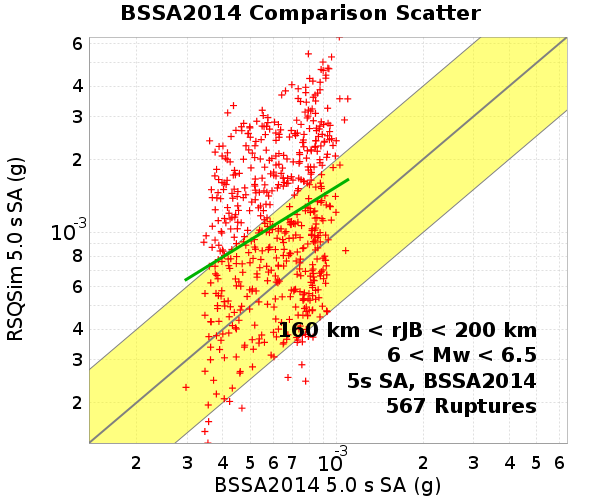 BSSA2014 Comparison Scatter
RSQSim 5.0 s SA (g)
6
4
3
2
10-3
8
6
4
3
2
160 km < rJB < 200 km
6 < Mw < 6.5
5s SA, BSSA2014
567 Ruptures
2 3 4 5 6 7 10-3 2 3 4 5 6
BSSA2014 5.0 s SA (g)